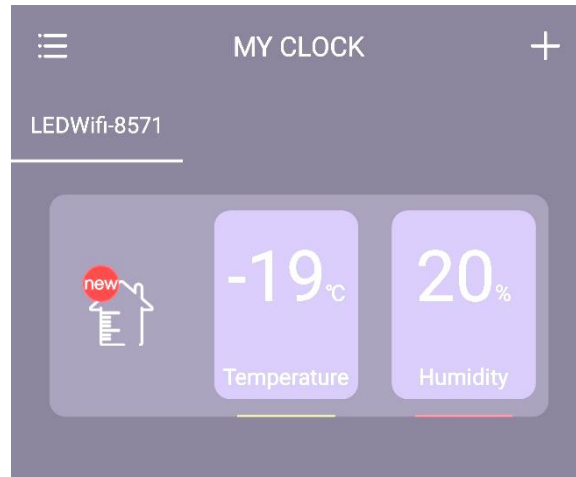 MY CLOCK
LEDWifi-8571
new
-19℃
20%
Temperature
Humidity